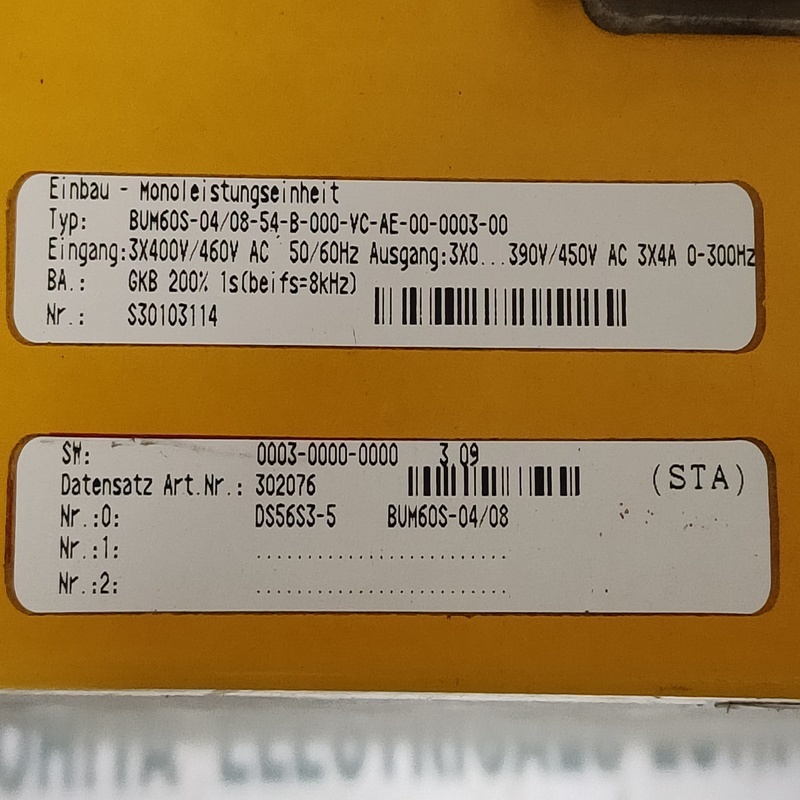 Einbau - Monoleistungseinheit
Typ: BUM60S-04/08-54-B-000-VC-AE-00-0003-00
Eingang:3X400V/460V AC 50/60Hz Ausgang:3X0...390V/450V AC 3X4A 0-300Hz
BA.: GKB 200% 1s(beifs=8kHz)
Nr.: S30103114
SW: 0003-0000-0000 3.09
Datensatz Art.Nr.: 302076
(STA)
Nr.:0: DS56S3-5 BUM60S-04/08
Nr.:1: ..........................
Nr.:2: ..........................